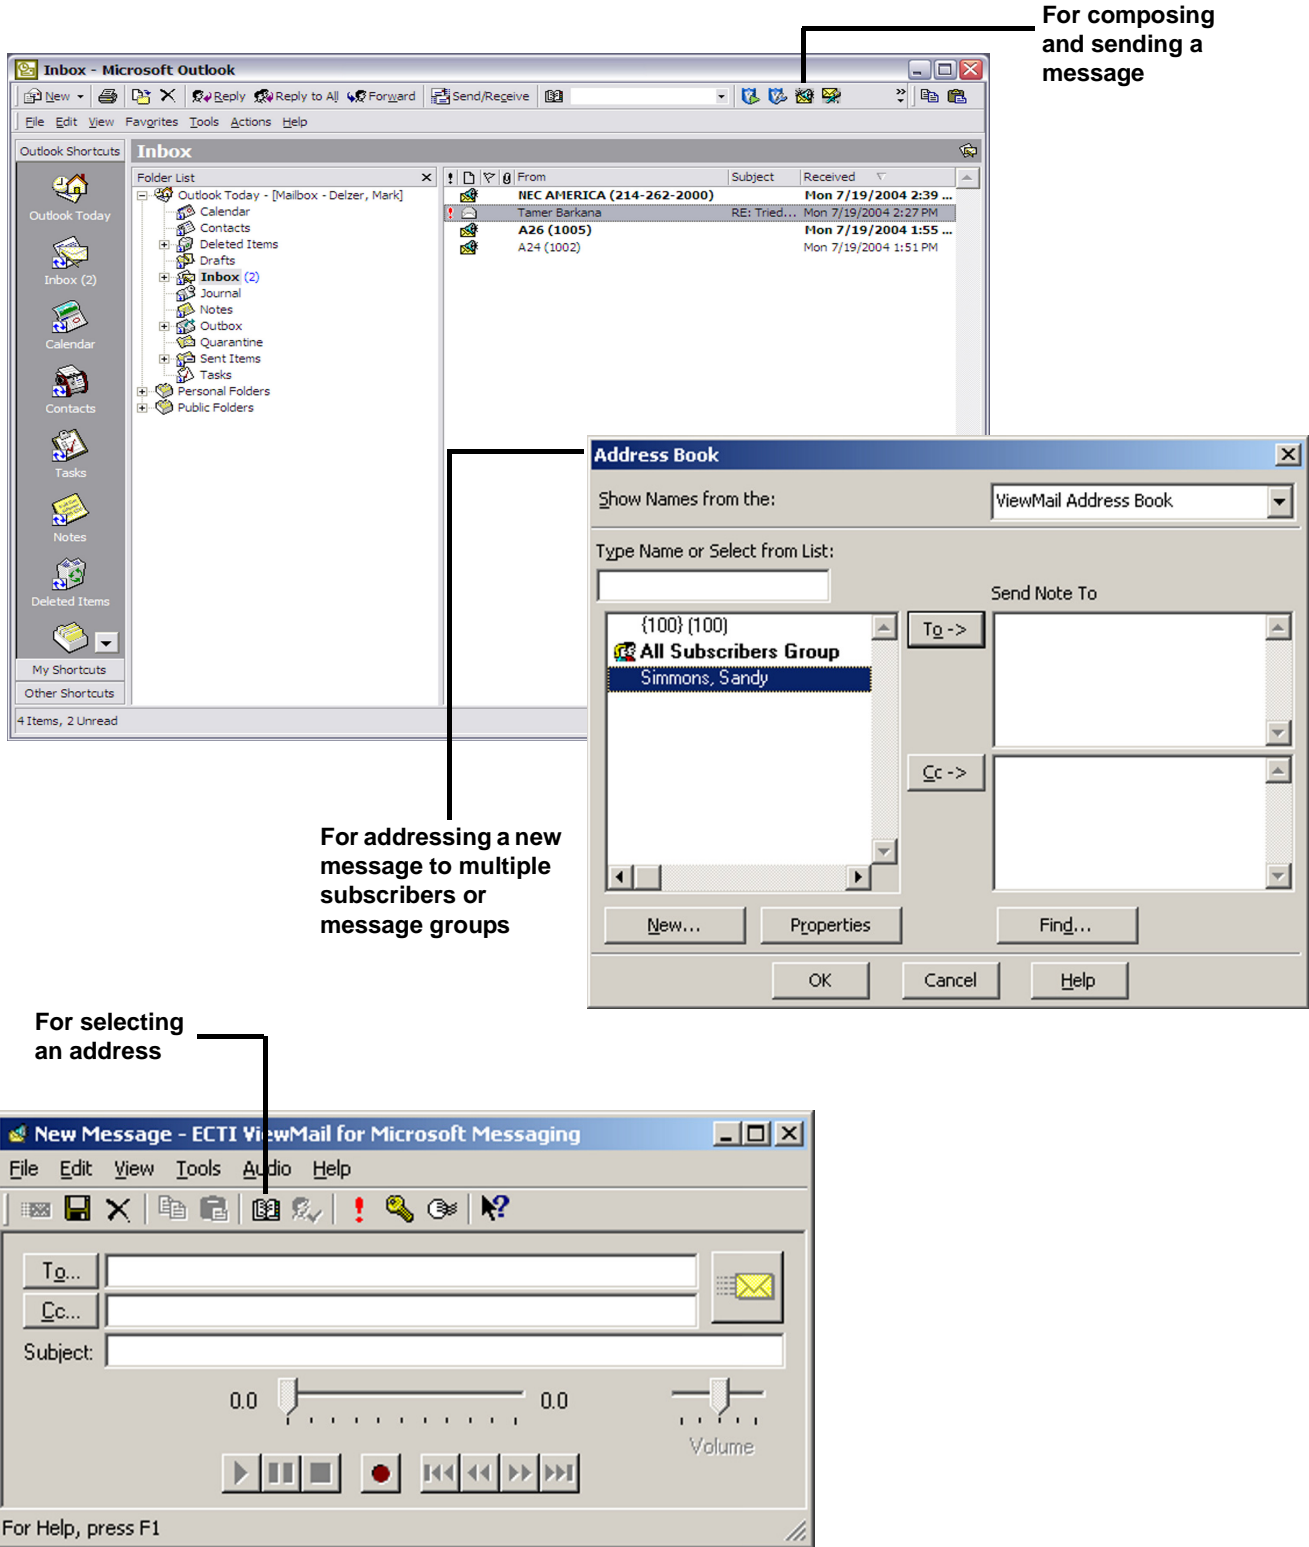 For composing
and sending a
message
Inbox - Microsoft Outlook
New Reply Reply to All Forward Send/Receive
File Edit View Favorites Tools Actions Help
Outlook Shortcuts
Inbox
Folder List
! From Subject Received
Outlook Today - [Mailbox - Delzer, Mark]
Calendar
Contacts
Deleted Items
Drafts
Inbox (2)
Journal
Notes
Outbox
Quarantine
Sent Items
Tasks
Personal Folders
Public Folders
NEC AMERICA (214-262-2000) Mon 7/19/2004 2:39 ...
! Tamer Barkana RE: Tried... Mon 7/19/2004 2:27 PM
A26 (1005) Mon 7/19/2004 1:55 ...
A24 (1002) Mon 7/19/2004 1:51 PM
Outlook Today
Inbox (2)
Calendar
Contacts
Tasks
Notes
Deleted Items
My Shortcuts
Other Shortcuts
4 Items, 2 Unread
Address Book
Show Names from the:
ViewMail Address Book
Type Name or Select from List:
Send Note To
{100} (100)
All Subscribers Group
Simmons, Sandy
To ->
Cc ->
New...
Properties
Find...
OK
Cancel
Help
For addressing a new
message to multiple
subscribers or
message groups
For selecting
an address
New Message - ECTI ViewMail for Microsoft Messaging
File Edit View Tools Audio Help
To...
Cc...
Subject:
0.0
0.0
Volume
For Help, press F1